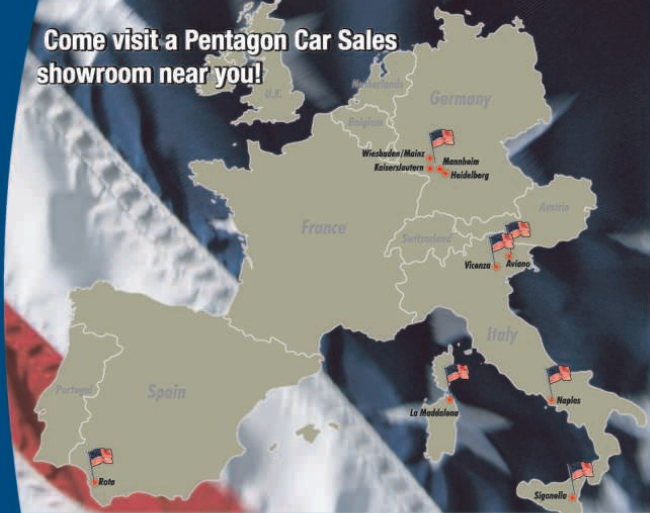 Come visit a Pentagon Car Sales
showroom near you!
U.K.
Netherlands
Germany
Belgium
Wiesbaden/Mainz
Mannheim
Kaiserslautern
Heidelberg
Austria
France
Switzerland
Vicenza
Aviano
Italy
Portugal
Spain
La Maddalena
Naples
Rota
Sigonella